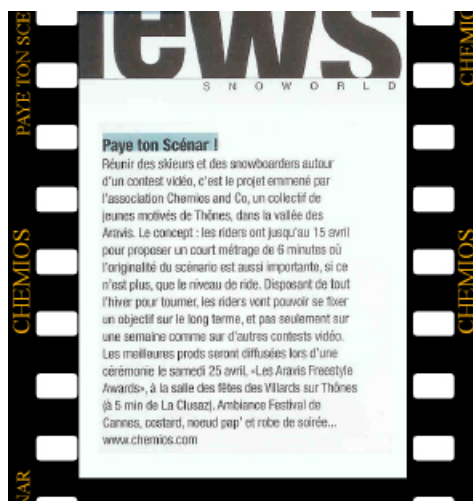 news
SNOWORLD
Paye ton Scénar !
Réunir des skieurs et des snowboarders autour
d'un contest vidéo, c'est le projet emmené par
l'association Chemios and Co, un collectif de
jeunes motivés de Thônes, dans la vallée des
Aravis. Le concept : les riders ont jusqu'au 15 avril
pour proposer un court métrage de 6 minutes où
l'originalité du scénario est aussi importante, si ce
n'est plus, que le niveau de ride. Disposant de tout
l'hiver pour tourner, les riders vont pouvoir se fixer
un objectif sur le long terme, et pas seulement sur
une semaine comme sur d'autres contests vidéo.
Les meilleures prods seront diffusées lors d'une
cérémonie le samedi 25 avril, «Les Aravis Freestyle
Awards», à la salle des fêtes des Villards sur Thônes
(à 5 min de La Clusaz). Ambiance Festival de
Cannes, costard, noeud pap' et robe de soirée...
www.chemios.com
PAYE TON SCE
CHEMIOS
NAR
CHEMIO
CHEMIOS